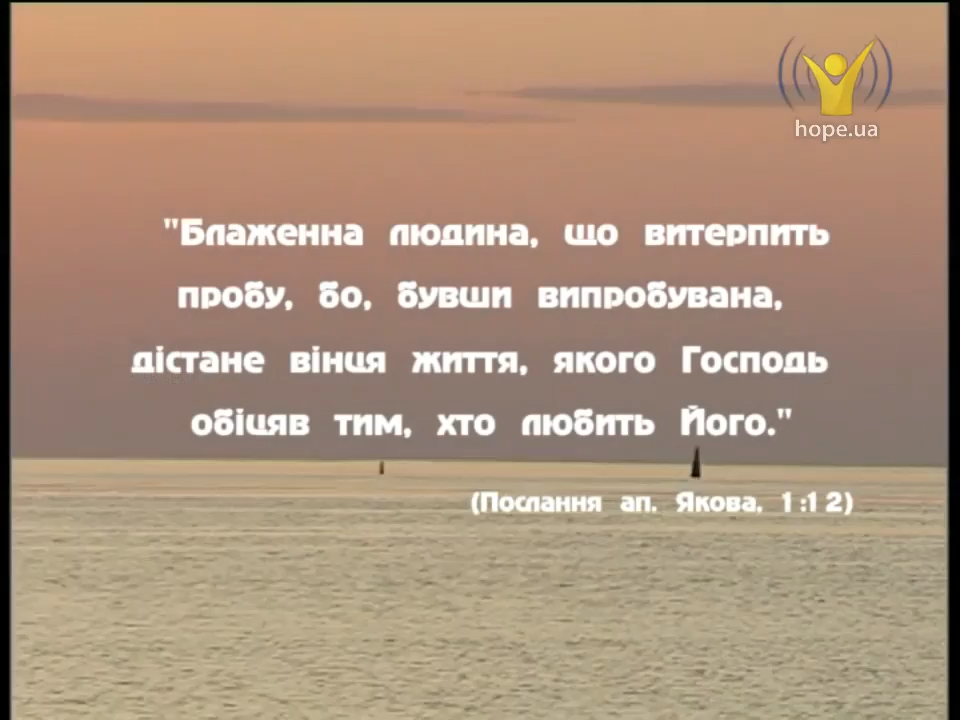 hope.ua
"Блаженна людина, що витерпить
пробу, бо, бувши випробувана,
дістане вінця життя, якого Господь
обіцяв тим, хто любить Його."
(Послання ап. Якова, 1:12)